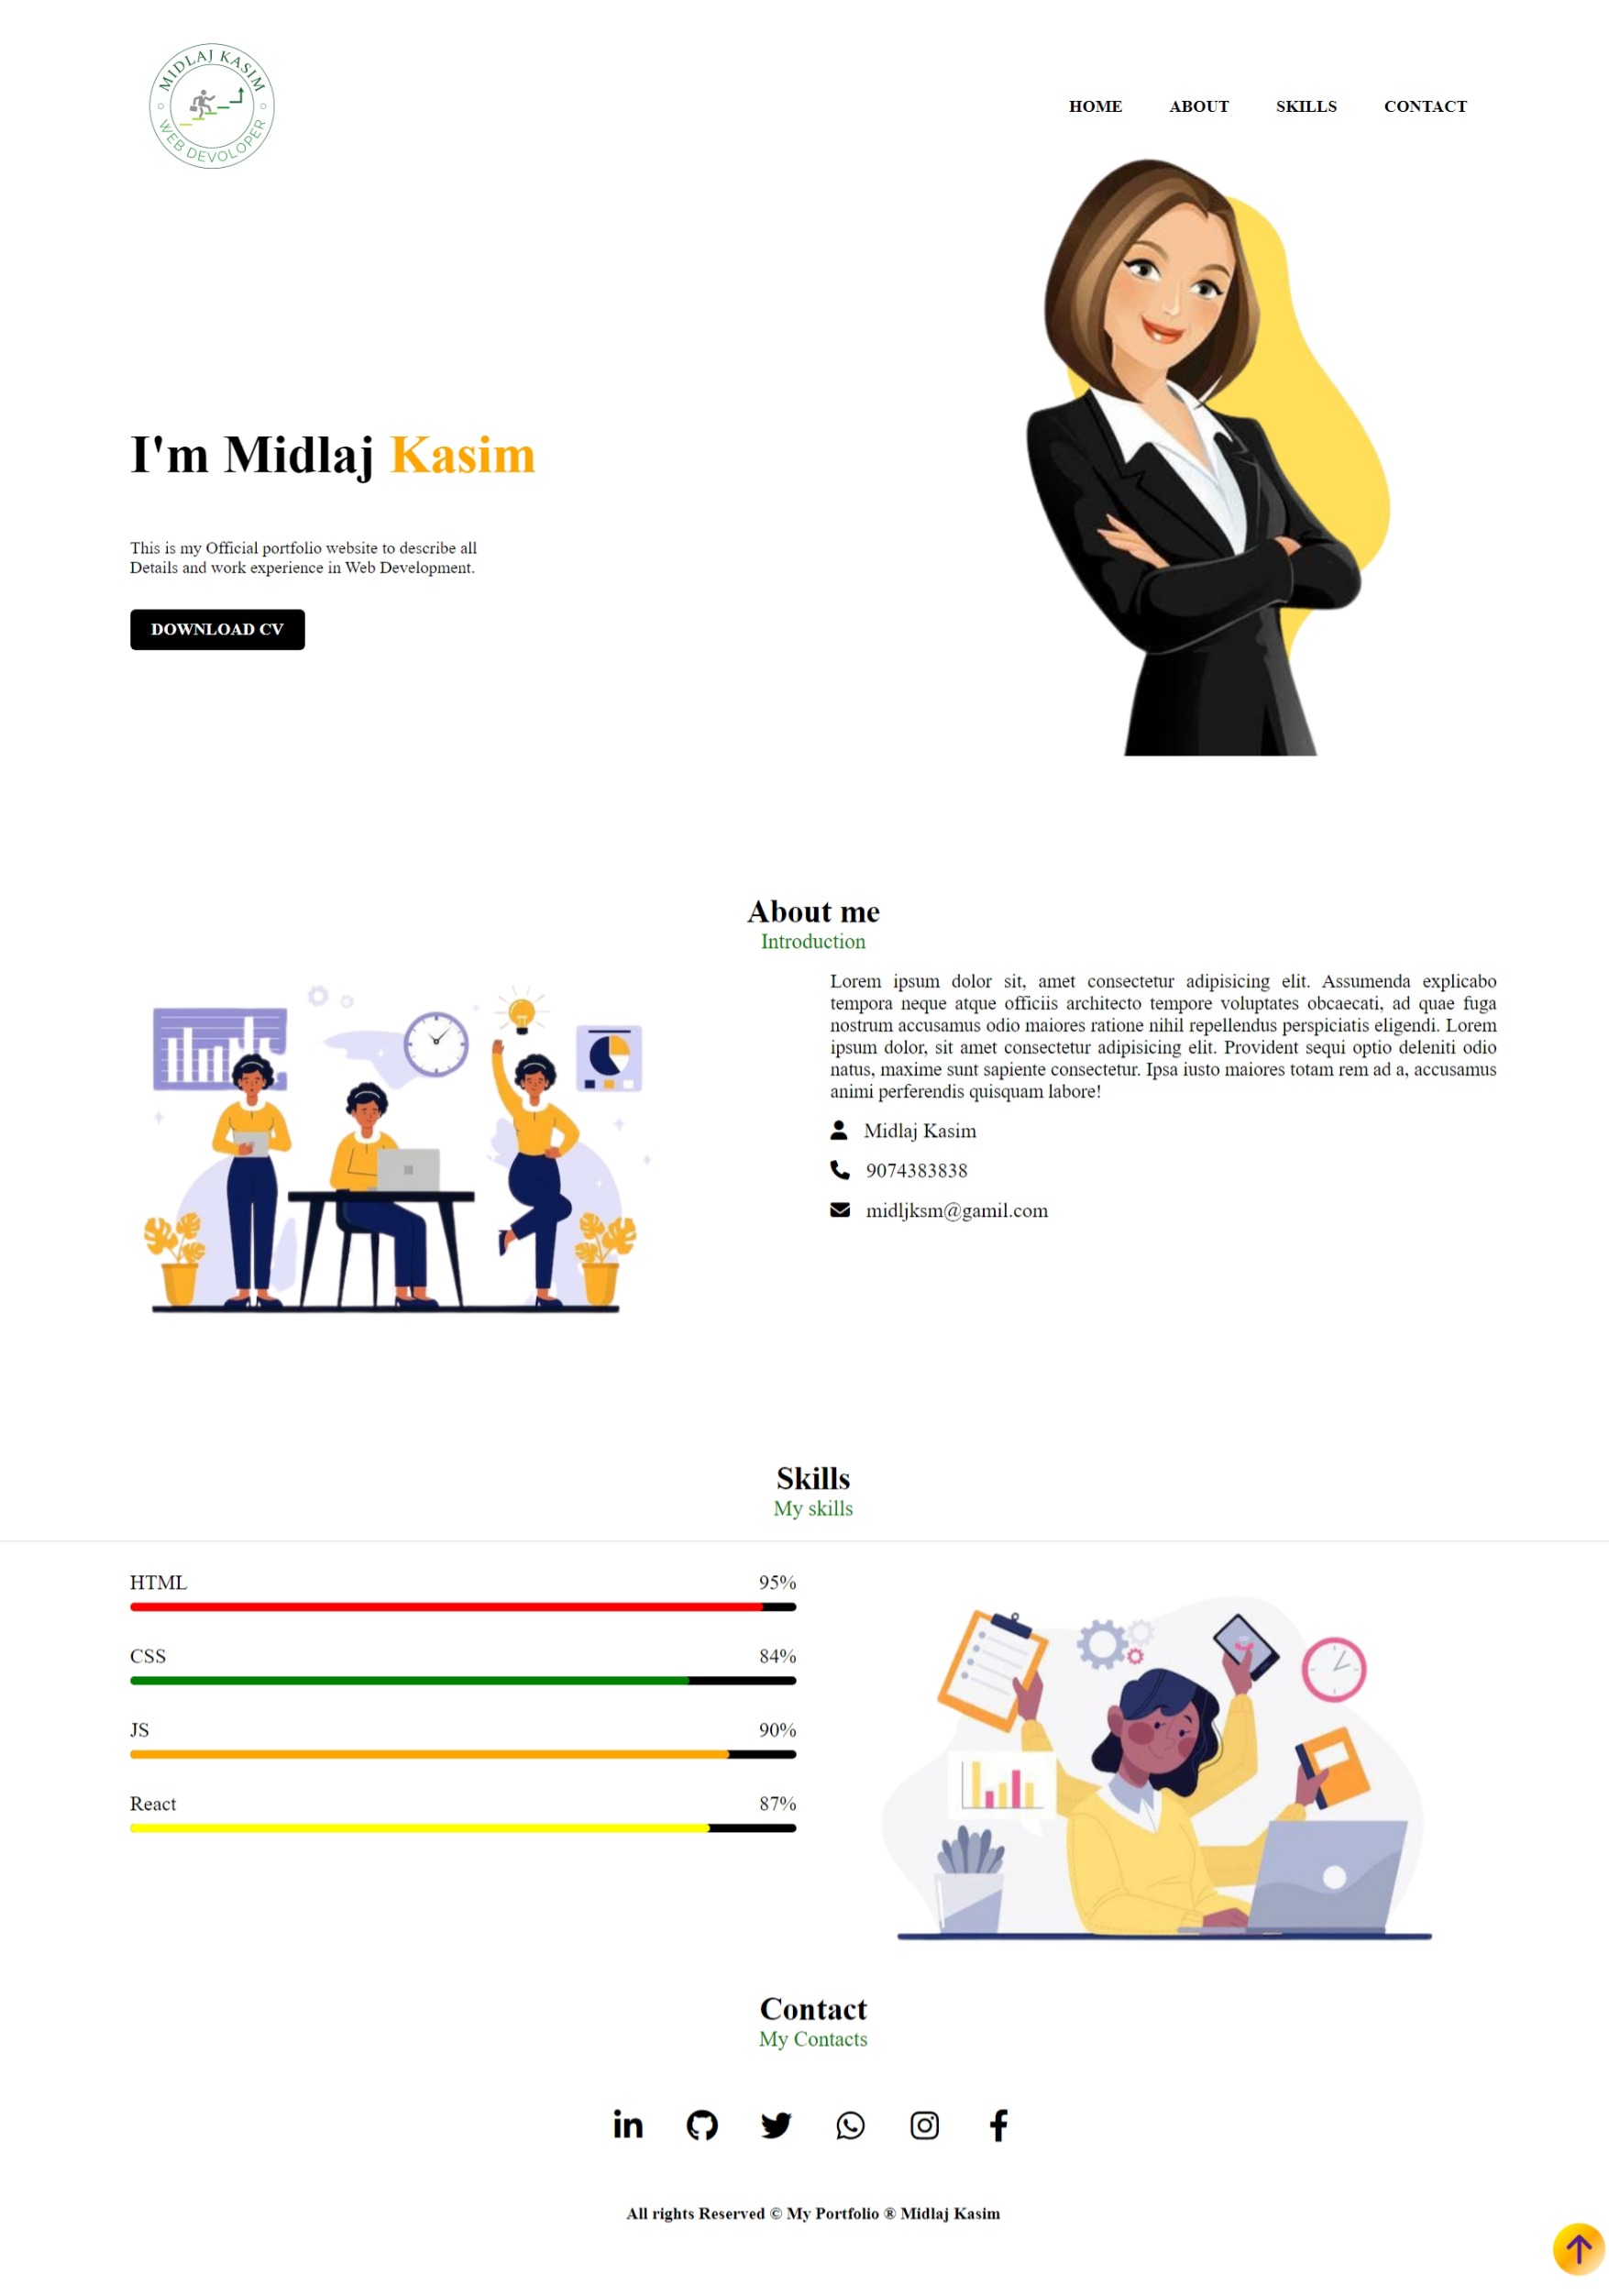 MIDLAJ KASIM
WEB DEVOLOPER
HOME ABOUT SKILLS CONTACT
I'm Midlaj Kasim
This is my Official portfolio website to describe all
Details and work experience in Web Development.
DOWNLOAD CV
About me
Introduction
Lorem ipsum dolor sit, amet consectetur adipisicing elit. Assumenda explicabo
tempora neque atque officiis architecto tempore voluptates obcaecati, ad quae fuga
nostrum accusamus odio maiores ratione nihil repellendus perspiciatis eligendi. Lorem
ipsum dolor, sit amet consectetur adipisicing elit. Provident sequi optio deleniti odio
natus, maxime sunt sapiente consectetur. Ipsa iusto maiores totam rem ad a, accusamus
animi perferendis quisquam labore!
Midlaj Kasim
9074383838
midljksm@gamil.com
Skills
My skills
HTML 95%
CSS 84%
JS 90%
React 87%
Contact
My Contacts
All rights Reserved © My Portfolio ® Midlaj Kasim